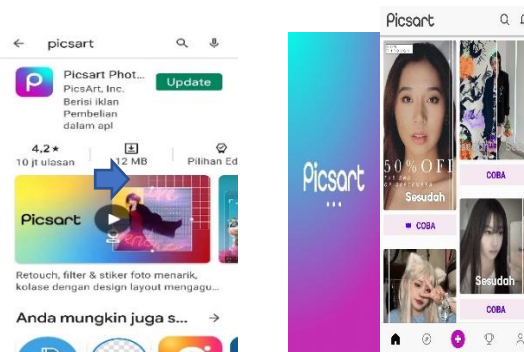 picsart
Picsart Phot...
PicsArt, Inc.
Berisi iklan
Pembelian
dalam apl
Update
4,2★
10 jt ulasan
12 MB
Pilihan Ed
Picsart
Retouch, filter & stiker foto menarik,
kolase dengan design layout mengagu...
Anda mungkin juga s...
Picsart
Picsart
50% OFF
Sesudah
COBA
COBA
Sesudah
COBA